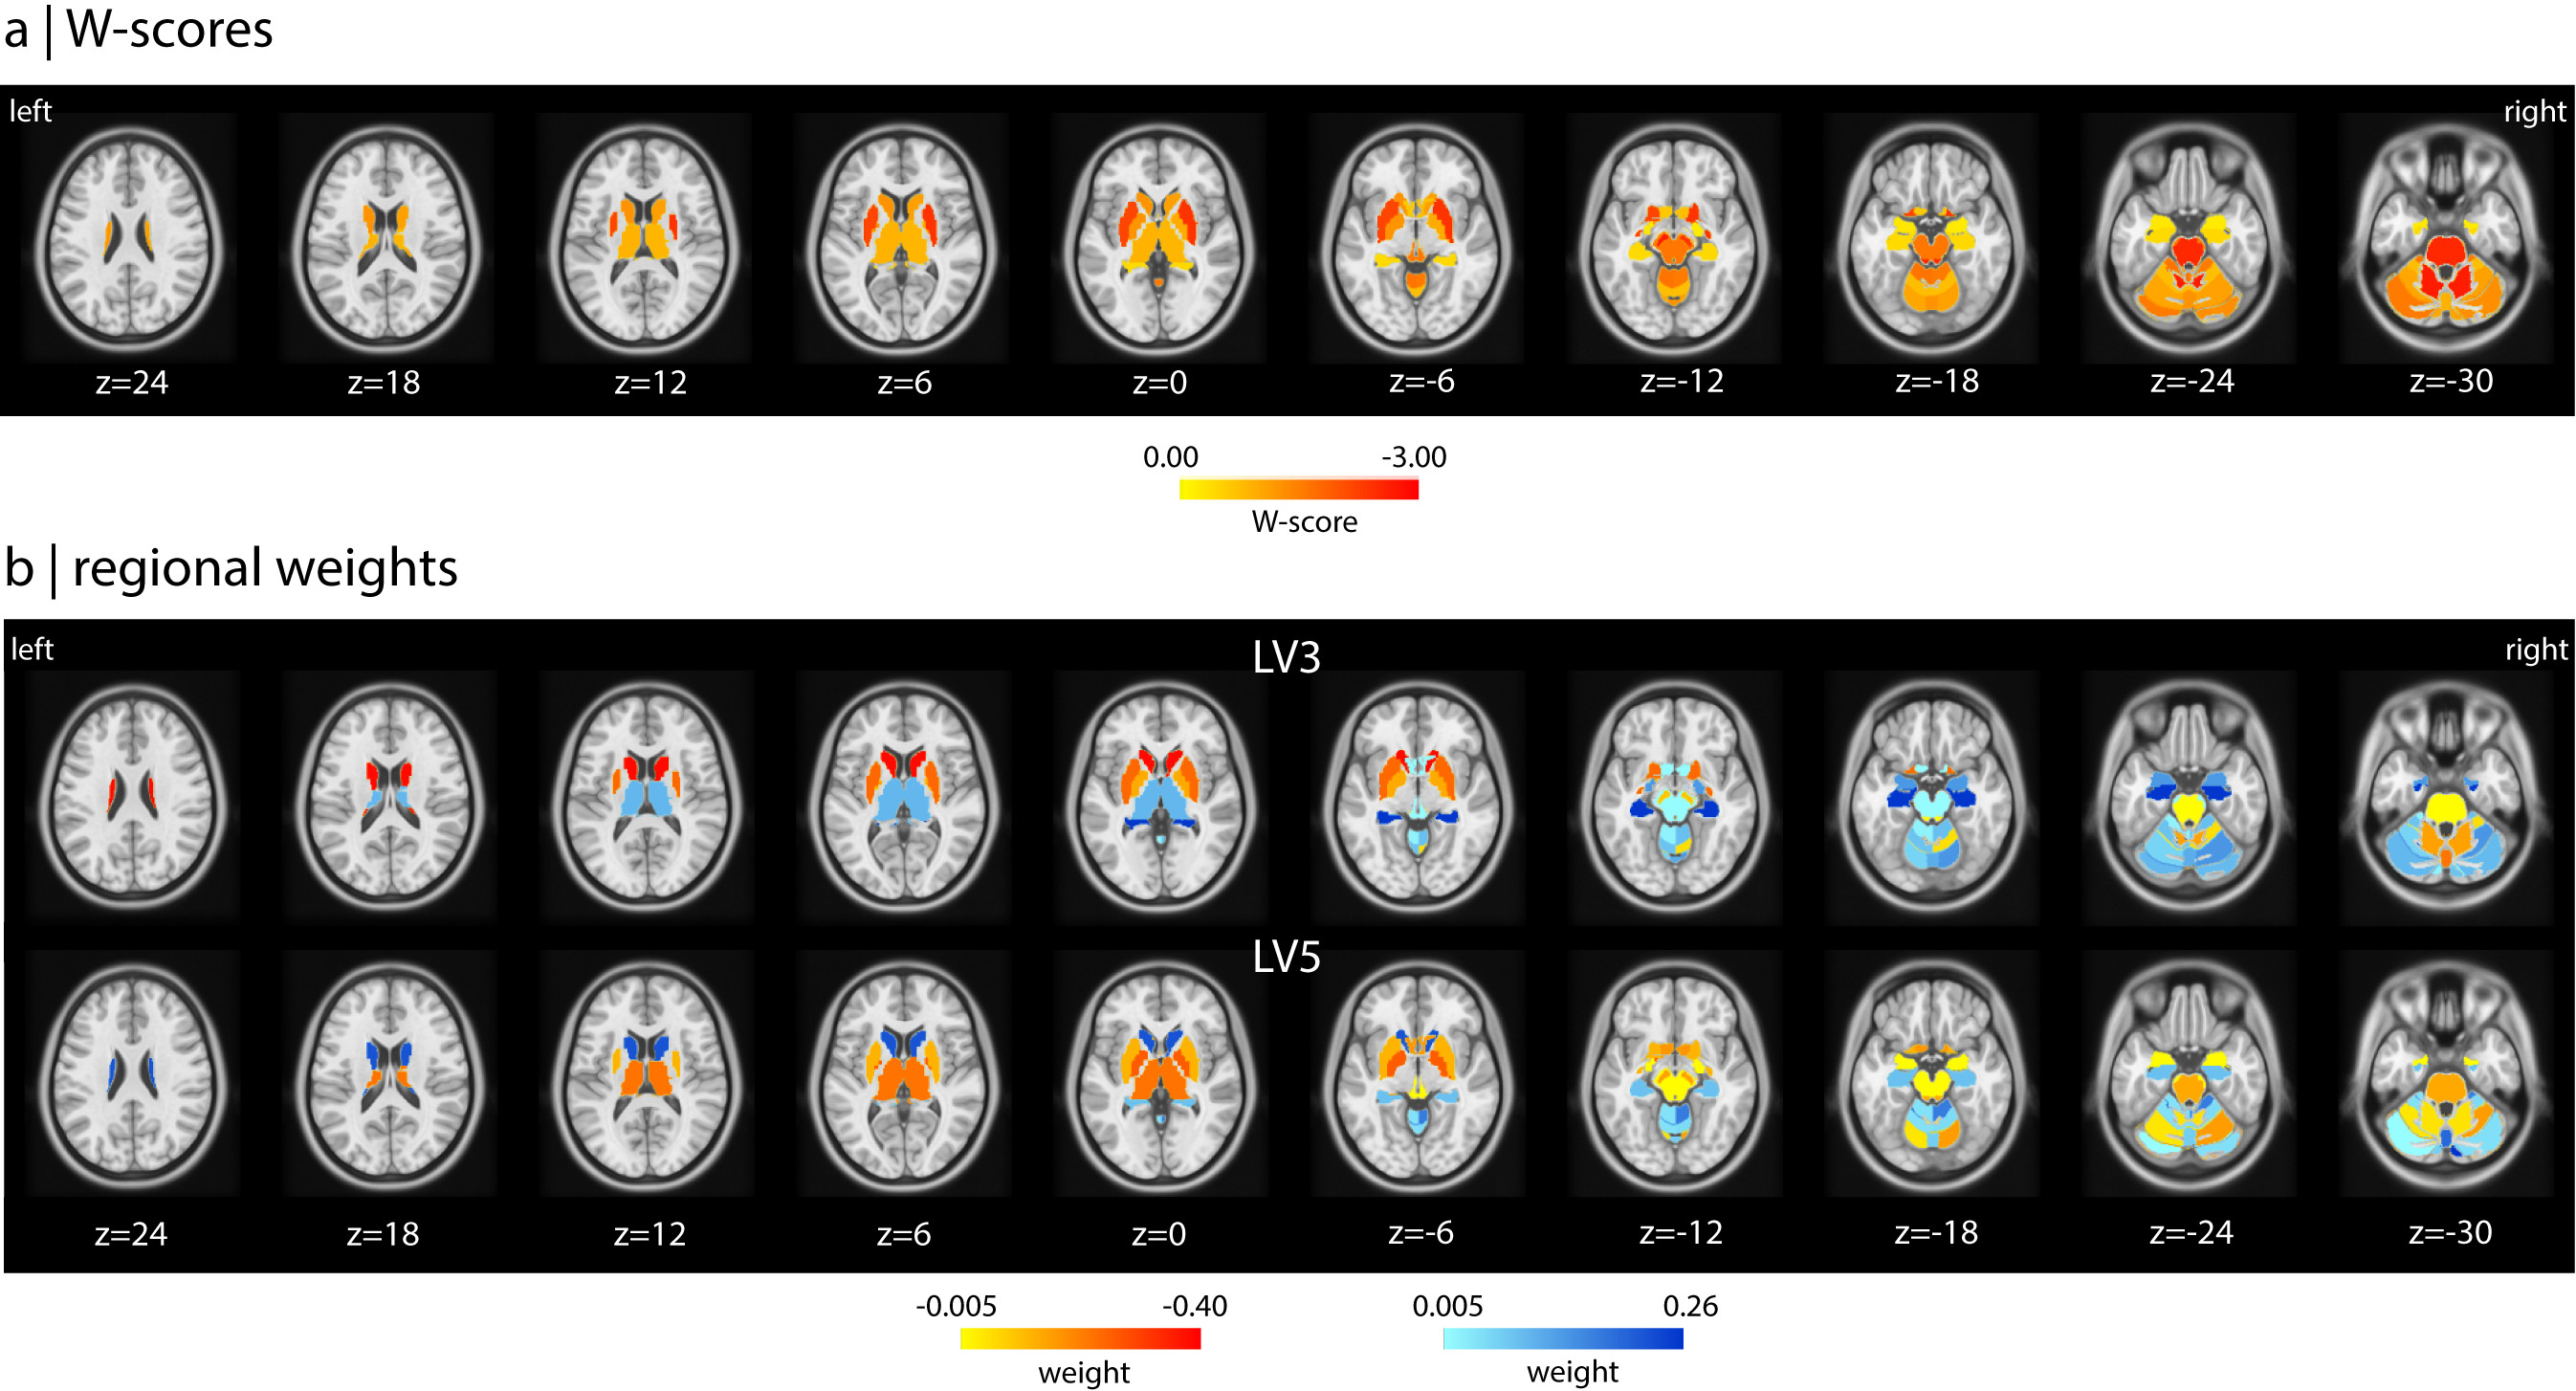 a | W-scores
left right
z=24 z=18 z=12 z=6 z=0 z=-6 z=-12 z=-18 z=-24 z=-30
0.00 -3.00
W-score
b | regional weights
left LV3 right
LV5
z=24 z=18 z=12 z=6 z=0 z=-6 z=-12 z=-18 z=-24 z=-30
-0.005 -0.40 0.005 0.26
weight weight